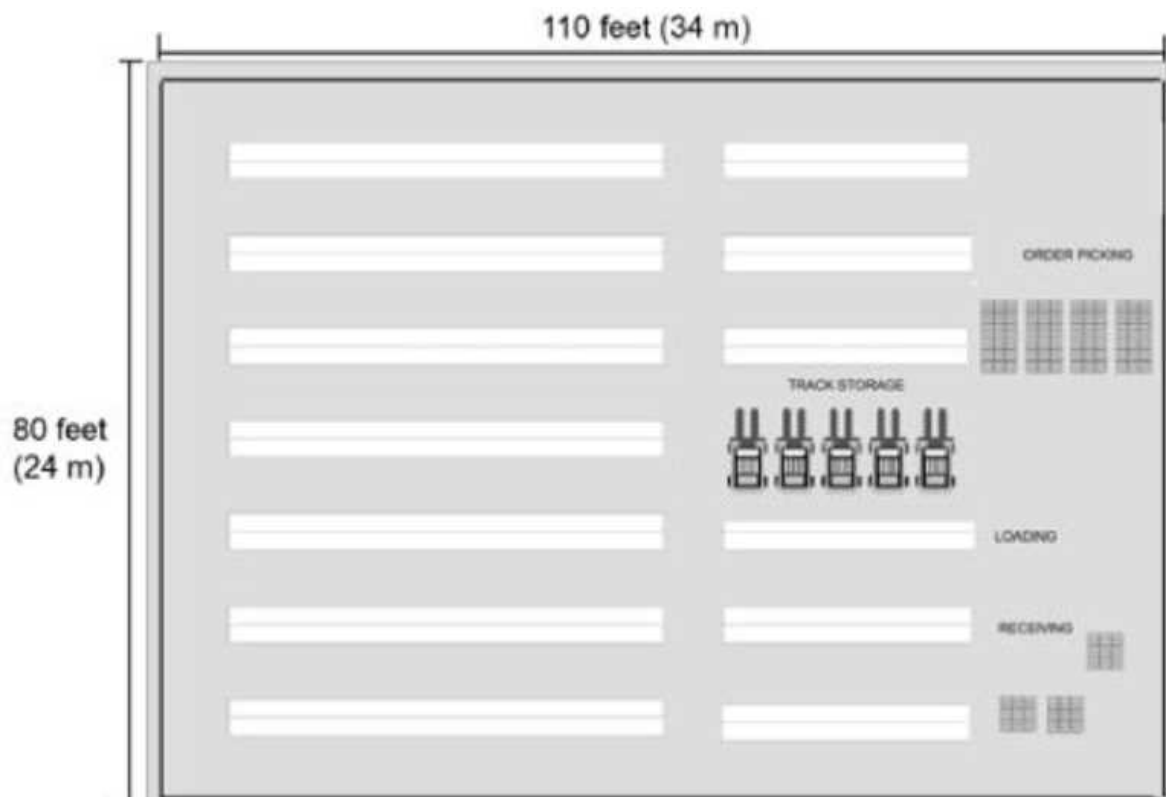 110 feet (34 m)
ORDER PICKING
TRACK STORAGE
80 feet
(24 m)
LOADING
RECEIVING